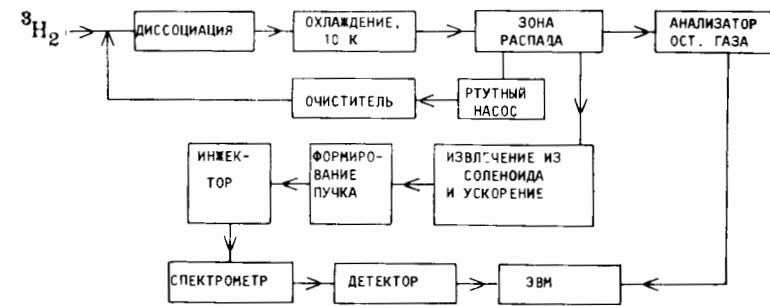 ³H₂
ДИССОЦИАЦИЯ
ОХЛАЖДЕНИЕ,
10 К
ЗОНА
РАСПАДА
АНАЛИЗАТОР
ОСТ. ГАЗА
ОЧИСТИТЕЛЬ
РТУТНЫЙ
НАСОС
ИНЖЕК-
ТОР
ФОРМИРО-
ВАНИЕ
ПУЧКА
ИЗВЛЕЧЕНИЕ ИЗ
СОЛЕНОИДА
И УСКОРЕНИЕ
СПЕКТРОМЕТР
ДЕТЕКТОР
ЭВМ